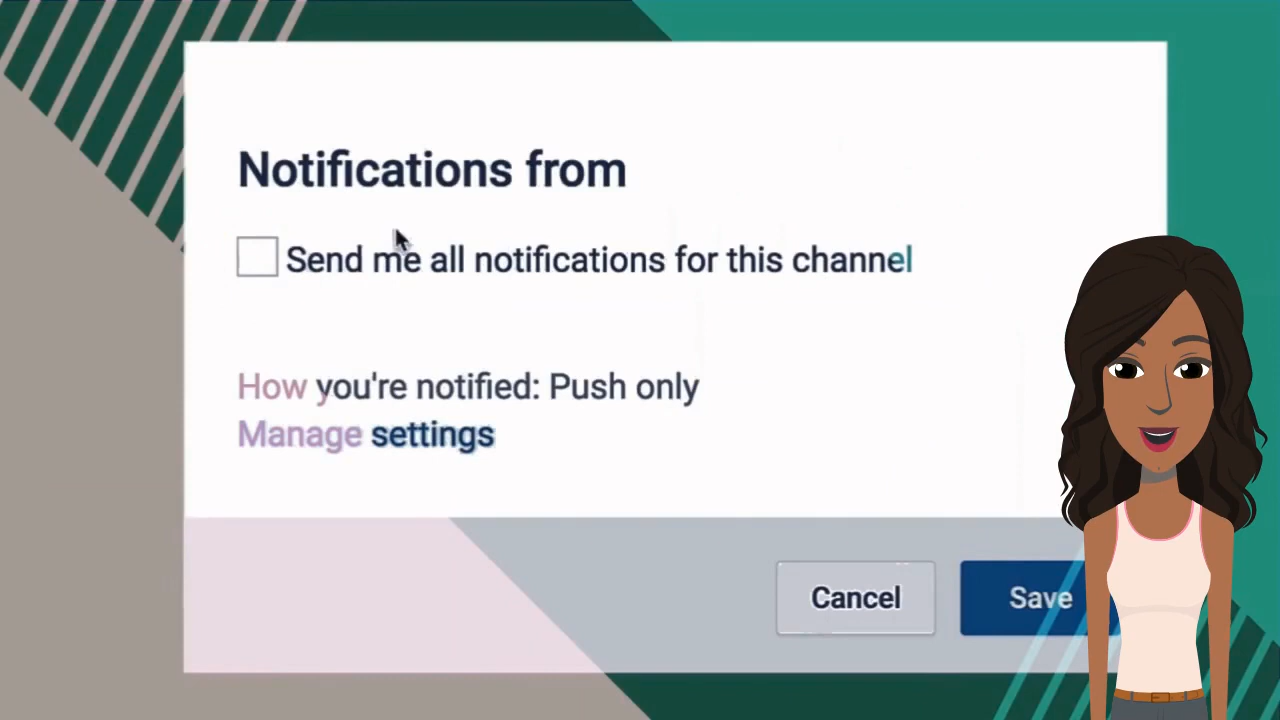 Notifications from
Send me all notifications for this channel
How you're notified: Push only
Manage settings
Cancel
Save